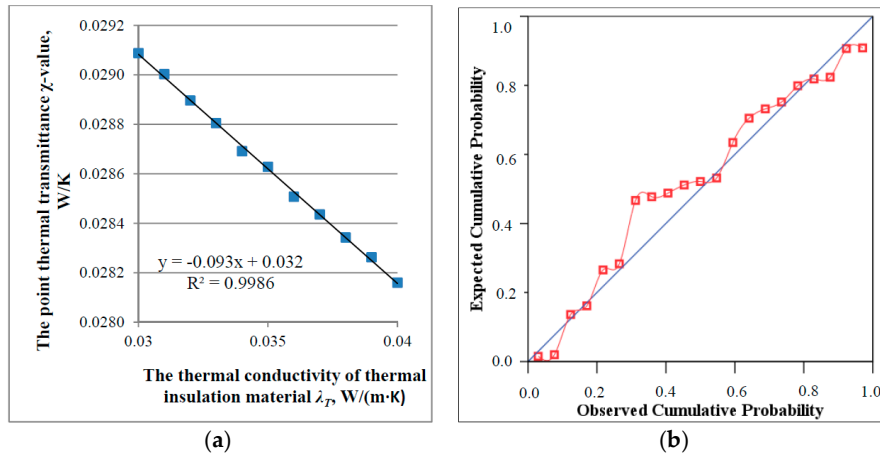 The point thermal transmittance χ-value,
W/K
0.0292
0.0290
0.0288
0.0286
0.0284
0.0282
0.0280
y = -0.093x + 0.032
R² = 0.9986
0.03
0.035
0.04
The thermal conductivity of thermal
insulation material λT, W/(m·K)
(a)
Expected Cumulative Probability
1.0
0.8
0.6
0.4
0.2
0.0
0.0
0.2
0.4
0.6
0.8
1.0
Observed Cumulative Probability
(b)